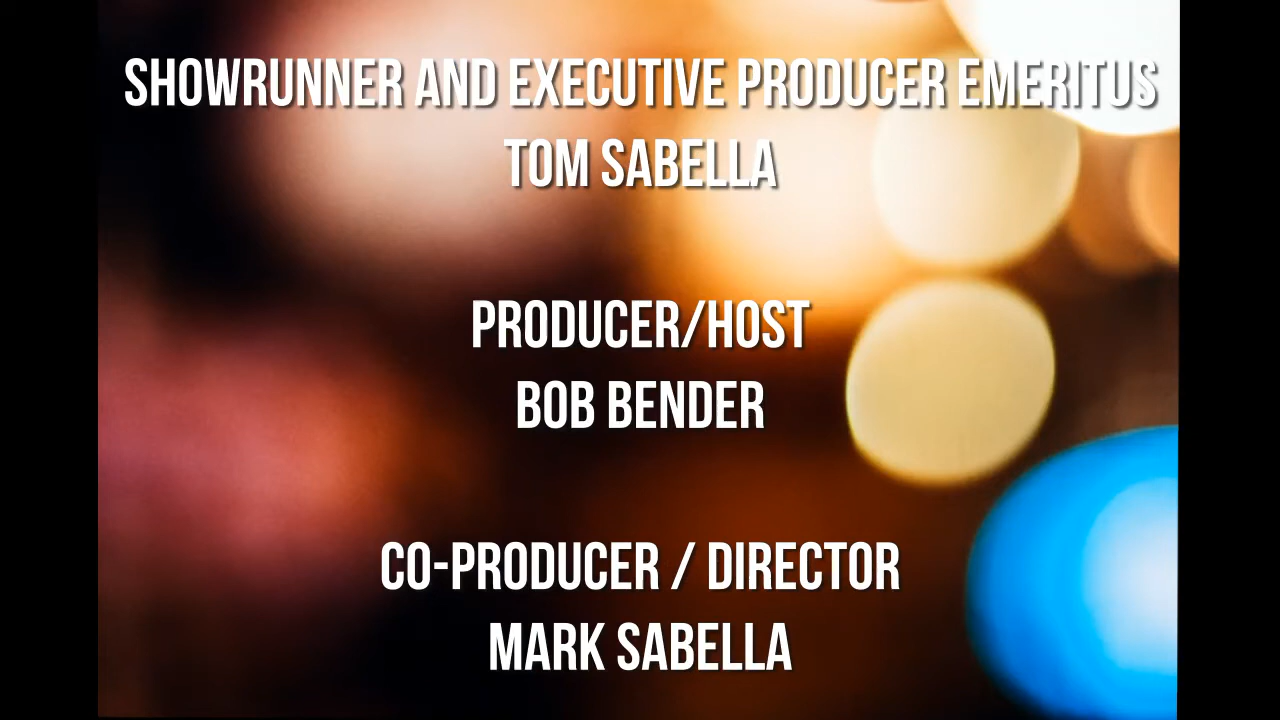 SHOWRUNNER AND EXECUTIVE PRODUCER EMERITUS
TOM SABELLA
PRODUCER/HOST
BOB BENDER
CO-PRODUCER / DIRECTOR
MARK SABELLA